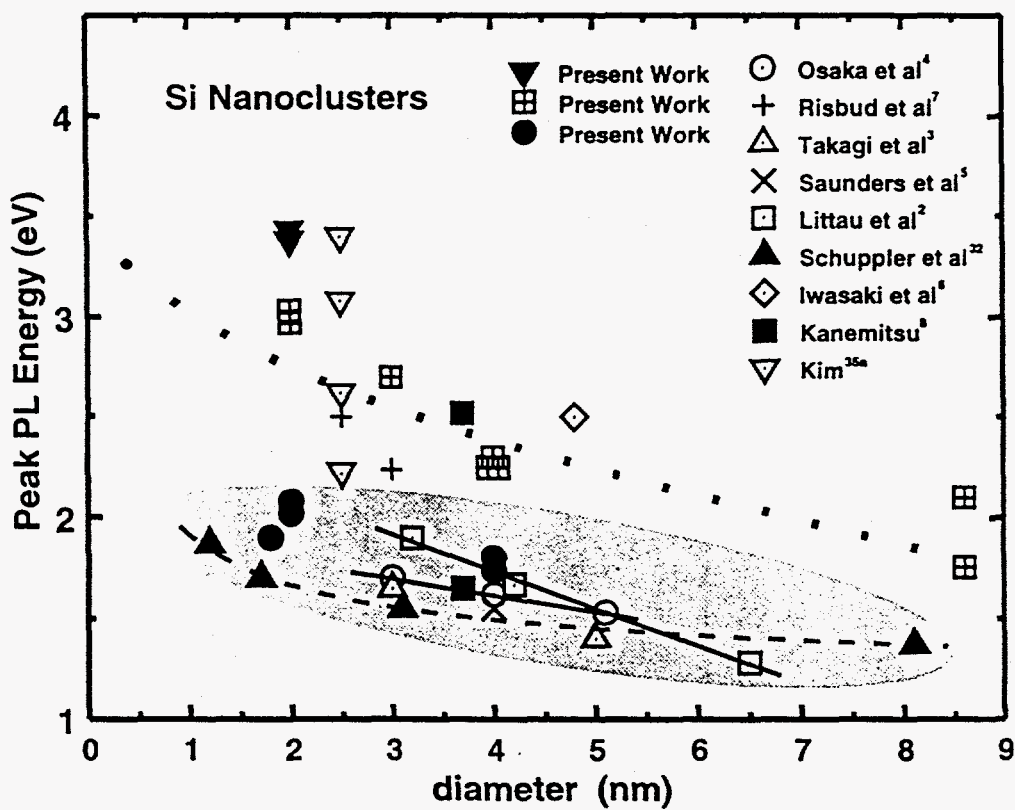 Si Nanoclusters
Present Work
Present Work
Present Work
Osaka et al⁴
Risbud et al⁷
Takagi et al³
Saunders et al⁵
Littau et al²
Schuppler et al²²
Iwasaki et al⁶
Kanemitsu⁸
Kim³⁵ᵃ
Peak PL Energy (eV)
4
3
2
1
0 1 2 3 4 5 6 7 8 9
diameter (nm)